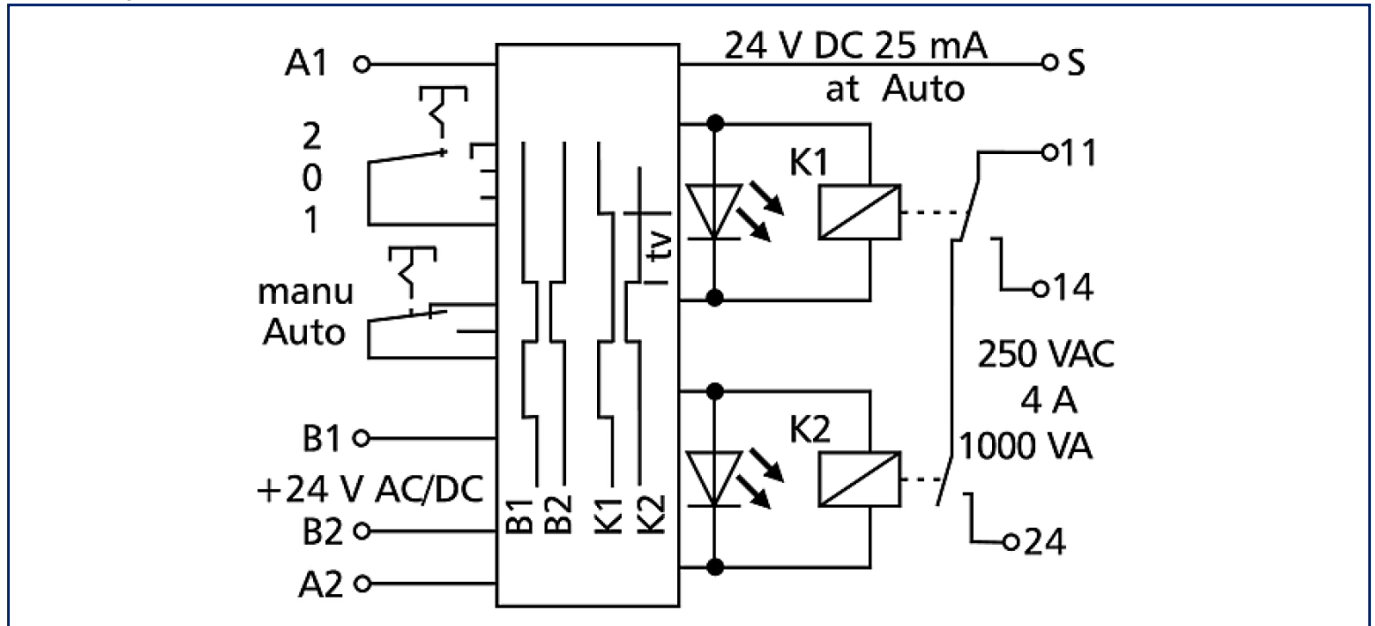 A1
24 V DC 25 mA
S
at Auto
2
0
1
K1
11
tv
manu
Auto
14
250 VAC
4 A
1000 VA
B1
K2
+24 V AC/DC
B2
A2
B1
B2
K1
K2
24